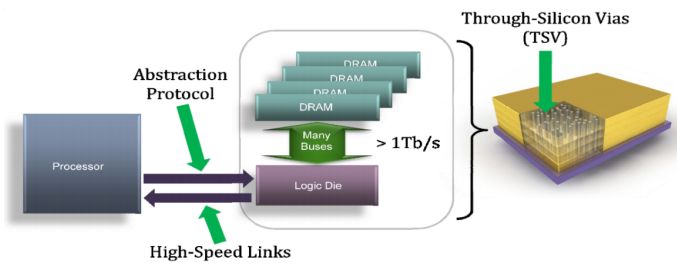 Through-Silicon Vias
(TSV)
Abstraction
Protocol
DRAM
DRAM
DRAM
DRAM
Many
Buses
> 1Tb/s
Processor
Logic Die
High-Speed Links